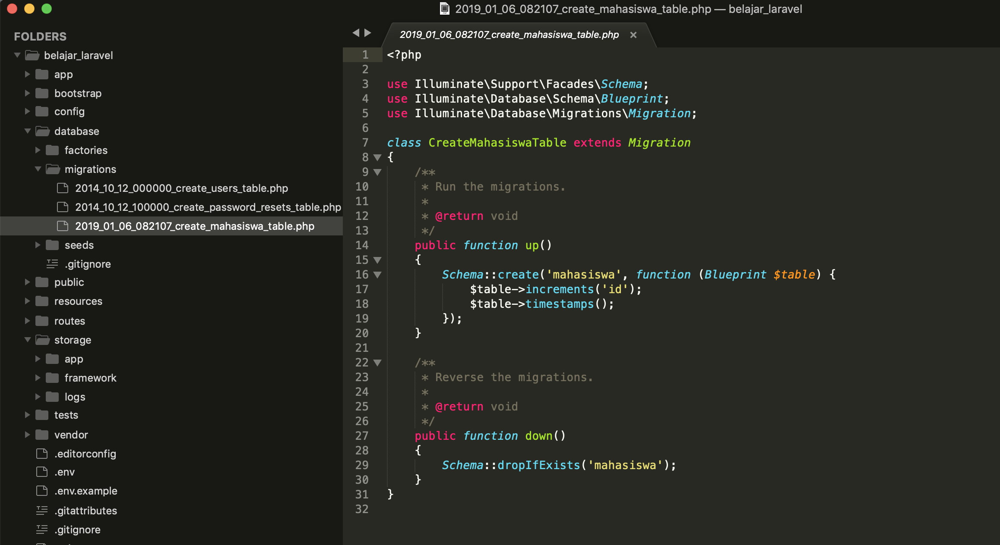 2019_01_06_082107_create_mahasiswa_table.php — belajar_laravel
FOLDERS
belajar_laravel
app
bootstrap
config
database
factories
migrations
2014_10_12_000000_create_users_table.php
2014_10_12_100000_create_password_resets_table.php
2019_01_06_082107_create_mahasiswa_table.php
seeds
.gitignore
public
resources
routes
storage
app
framework
logs
tests
vendor
.editorconfig
.env
.env.example
.gitattributes
.gitignore
2019_01_06_082107_create_mahasiswa_table.php ×
1 <?php
2
3 use Illuminate\Support\Facades\Schema;
4 use Illuminate\Database\Schema\Blueprint;
5 use Illuminate\Database\Migrations\Migration;
6
7 class CreateMahasiswaTable extends Migration
8 {
9     /**
10      * Run the migrations.
11      *
12      * @return void
13      */
14     public function up()
15     {
16         Schema::create('mahasiswa', function (Blueprint $table) {
17             $table->increments('id');
18             $table->timestamps();
19         });
20     }
21
22     /**
23      * Reverse the migrations.
24      *
25      * @return void
26      */
27     public function down()
28     {
29         Schema::dropIfExists('mahasiswa');
30     }
31 }
32